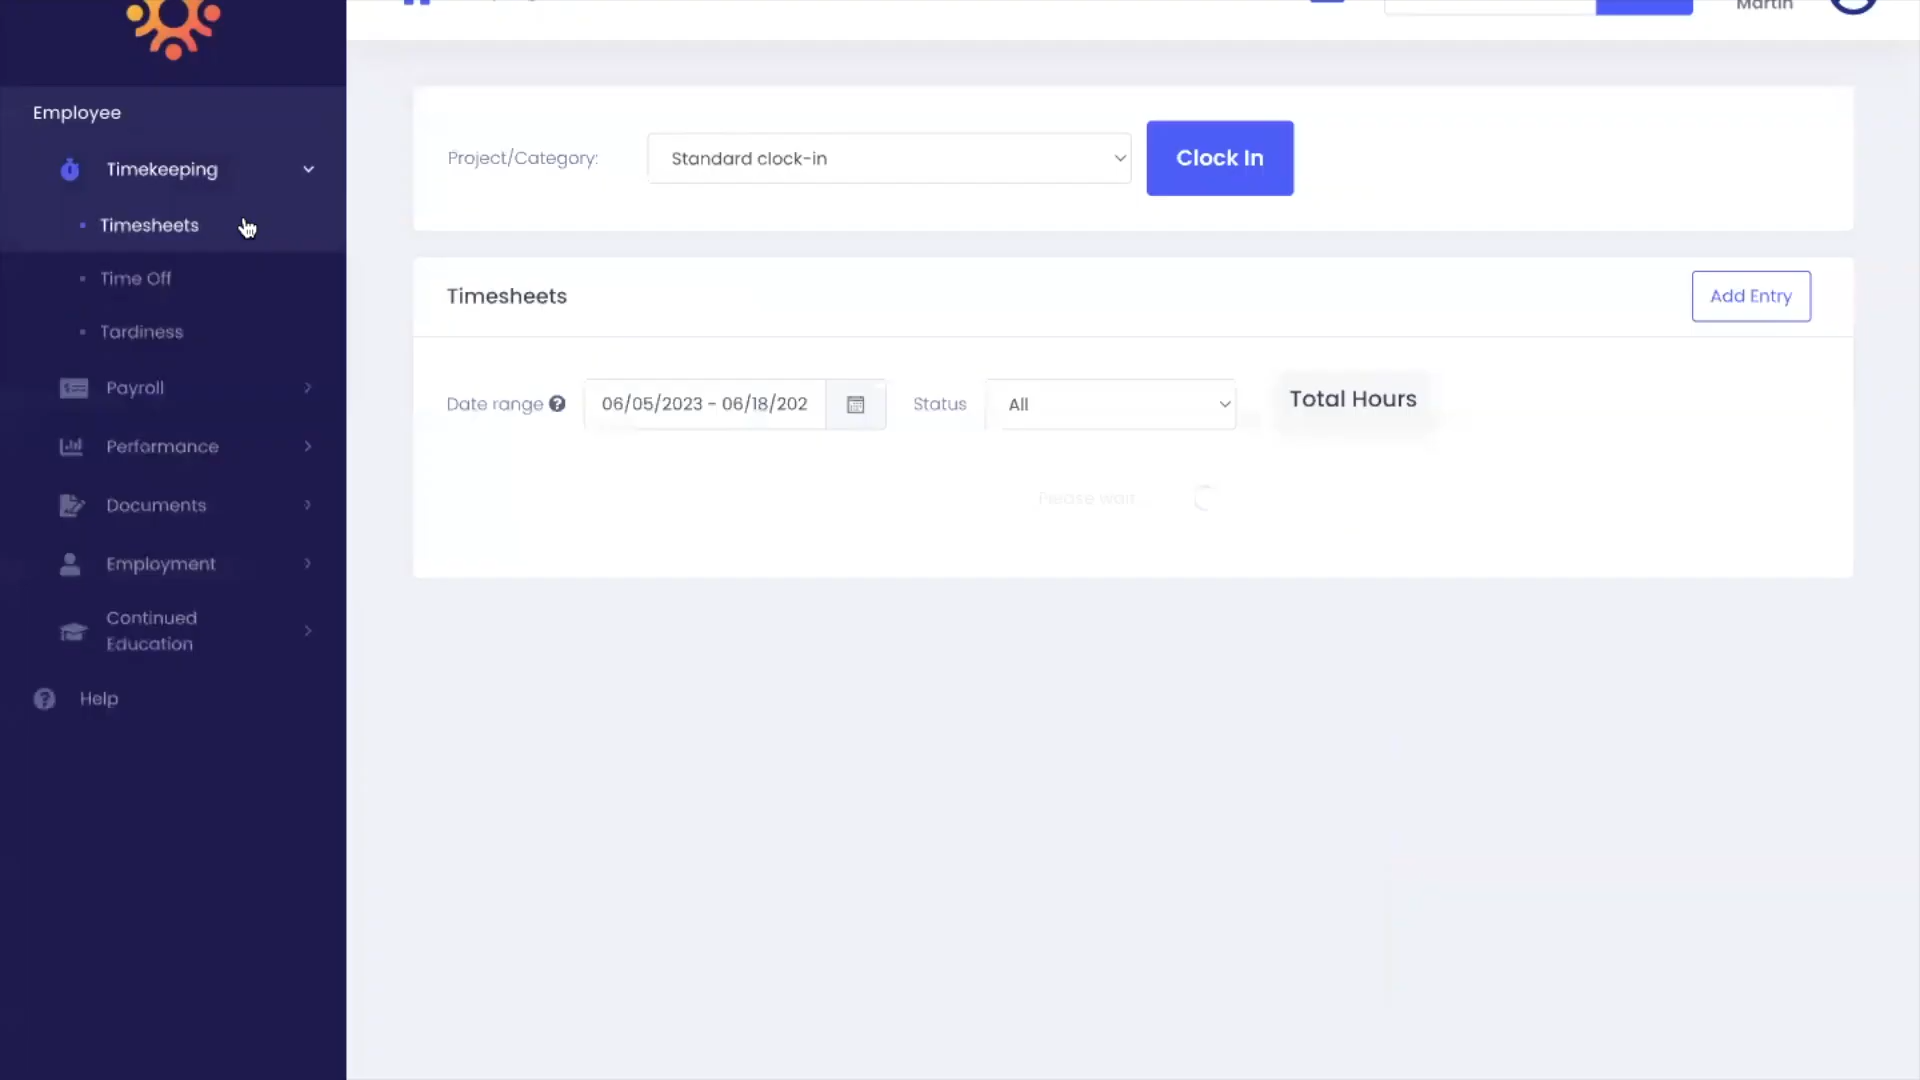 Martin
Employee
Timekeeping
Timesheets
Time Off
Tardiness
Payroll
Performance
Documents
Employment
Continued
Education
Help
Project/Category:
Standard clock-in
Clock In
Timesheets
Add Entry
Date range
06/05/2023 - 06/18/202
Status
All
Total Hours
Please wait...